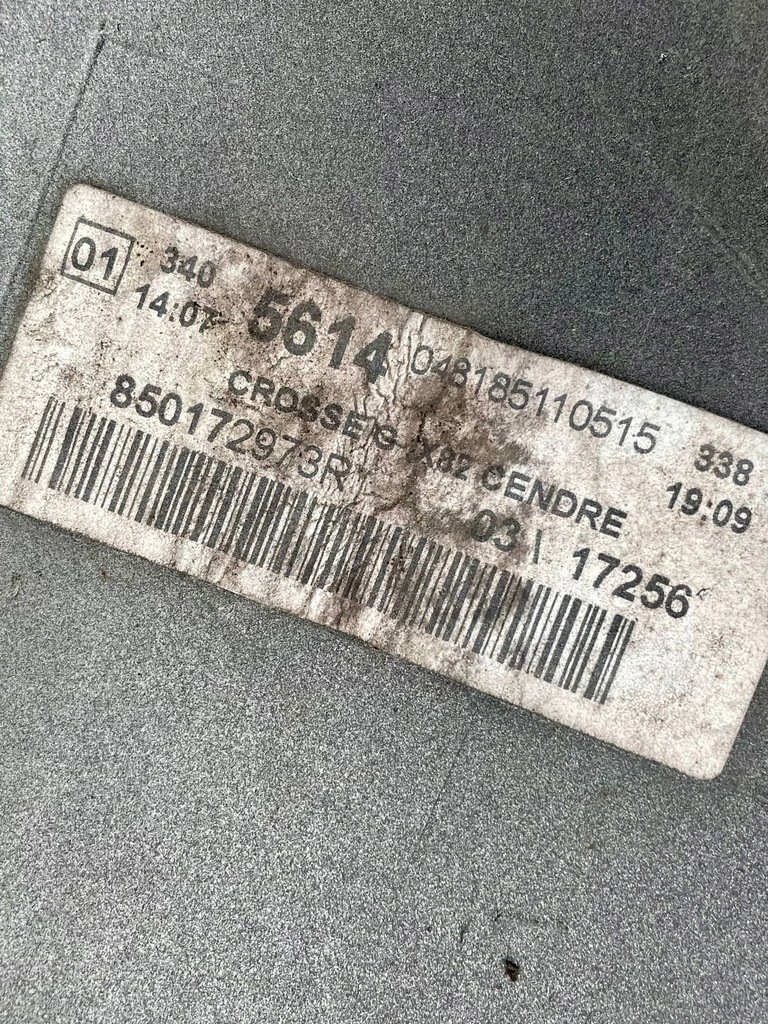 01 340 5614 048185110515 338
14:07 19:09
CROSSE G X82 CENDRE
850172973R 03 17256